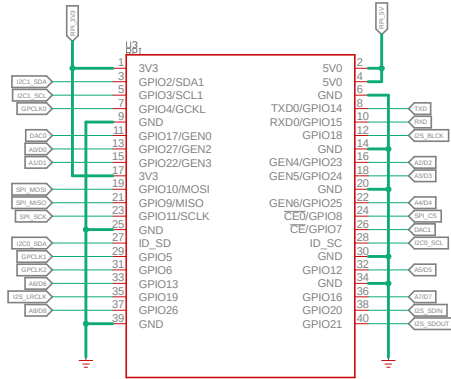 RPI_3V3
RPI_5V
U3
RPI
1 3V3 5V0 2
I2C1_SDA 3 GPIO2/SDA1 5V0 4
I2C1_SCL 5 GPIO3/SCL1 GND 6
GPCLK0 7 GPIO4/GCKL TXD0/GPIO14 8 TXD
9 GND RXD0/GPIO15 10 RXD
DAC0 11 GPIO17/GEN0 GPIO18 12 I2S_BLCK
A0/D0 13 GPIO27/GEN2 GND 14
A1/D1 15 GPIO22/GEN3 GEN4/GPIO23 16 A2/D2
17 3V3 GEN5/GPIO24 18 A3/D3
SPI_MOSI 19 GPIO10/MOSI GND 20
SPI_MISO 21 GPIO9/MISO GEN6/GPIO25 22 A4/D4
SPI_SCK 23 GPIO11/SCLK CE0/GPIO8 24 SPI_CS
25 GND CE/GPIO7 26 DAC1
I2C0_SDA 27 ID_SD ID_SC 28 I2C0_SCL
GPCLK1 29 GPIO5 GND 30
GPCLK2 31 GPIO6 GPIO12 32 A5/D5
A6/D6 33 GPIO13 GND 34
I2S_LRCLK 35 GPIO19 GPIO16 36 A7/D7
A8/D8 37 GPIO26 GPIO20 38 I2S_SDIN
39 GND GPIO21 40 I2S_SDOUT